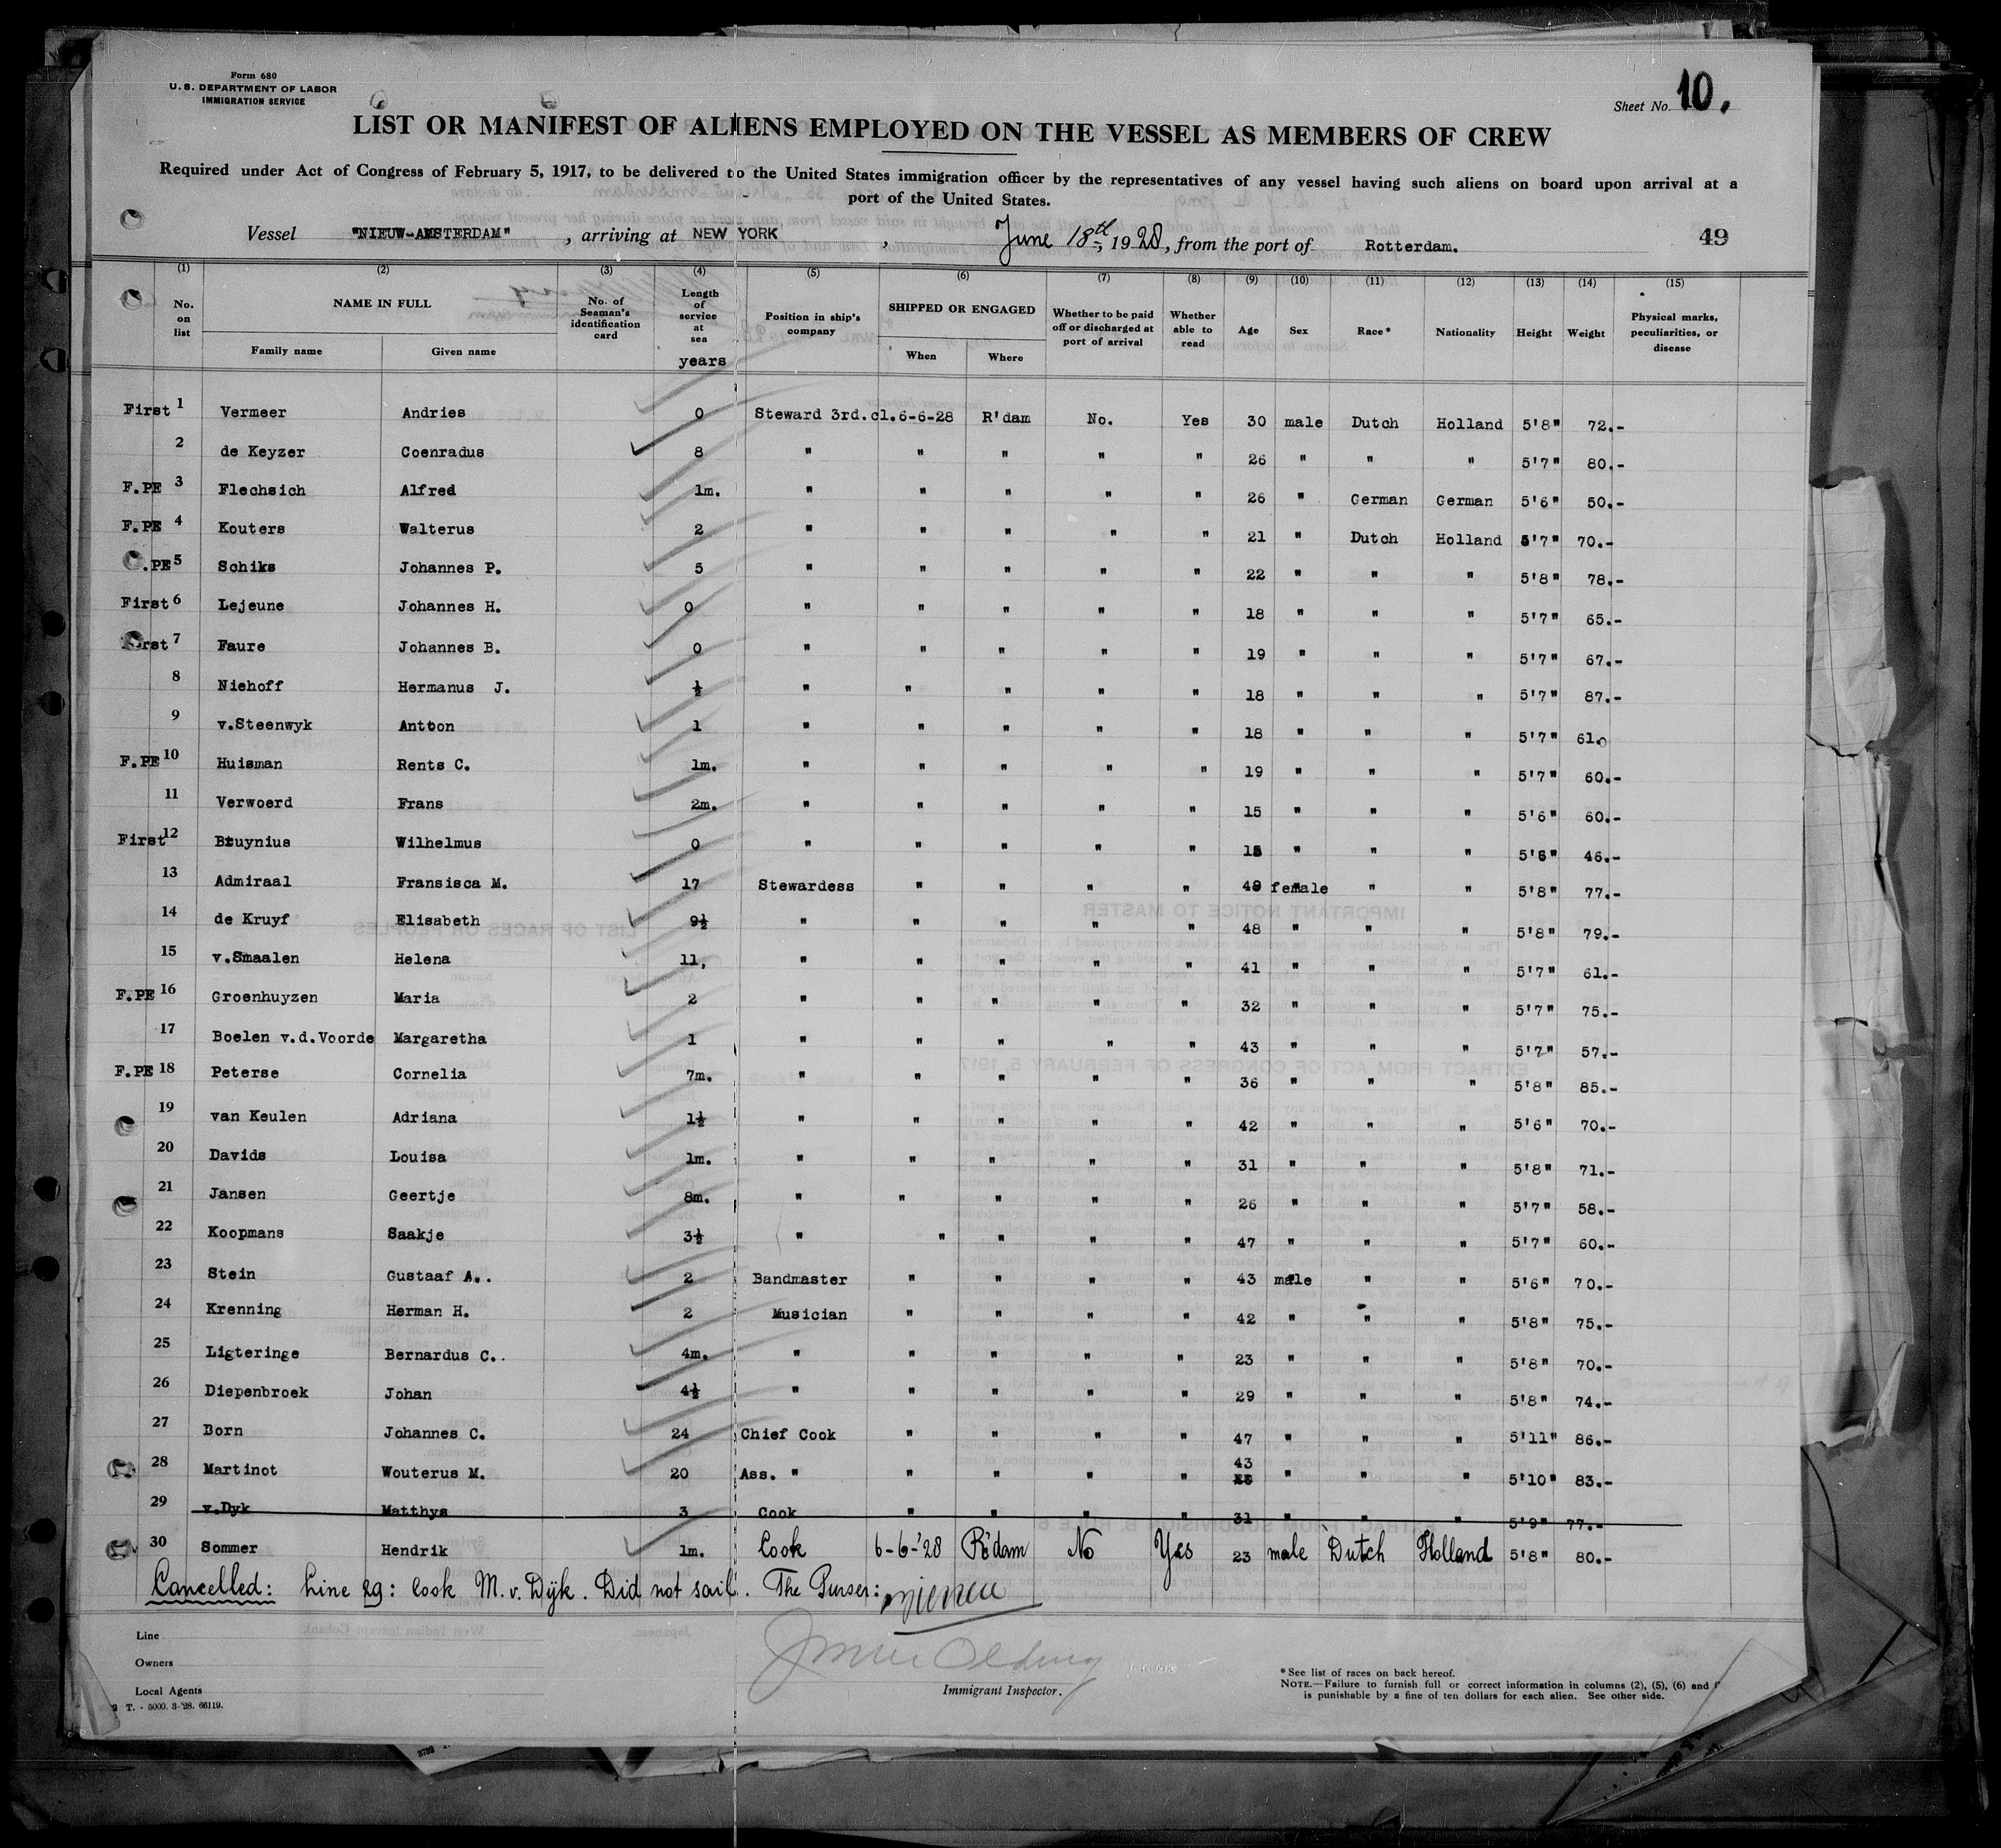 Form 680
U. S. DEPARTMENT OF LABOR
IMMIGRATION SERVICE
Sheet No. 10.
LIST OR MANIFEST OF ALIENS EMPLOYED ON THE VESSEL AS MEMBERS OF CREW
Required under Act of Congress of February 5, 1917, to be delivered to the United States immigration officer by the representatives of any vessel having such aliens on board upon arrival at a
port of the United States.
Vessel "NIEUW-AMSTERDAM", arriving at NEW YORK, June 18th, 1928, from the port of Rotterdam. 49
(1) (2) (3) (4) (5) (6) (7) (8) (9) (10) (11) (12) (13) (14) (15)
No. on list NAME IN FULL Family name Given name No. of Seaman's identification card Length of service at sea years Position in ship's company SHIPPED OR ENGAGED When Where Whether to be paid off or discharged at port of arrival Whether able to read Age Sex Race* Nationality Height Weight Physical marks, peculiarities, or disease
First 1 Vermeer Andries 0 Steward 3rd.cl. 6-6-28 R'dam No. Yes 30 male Dutch Holland 5'8" 72.-
2 de Keyzer Coenradus 8 " " " " " 26 " " " 5'7" 80.-
F.PE 3 Flechsich Alfred 1m. " " " " " 26 " German German 5'6" 50.-
F.PE 4 Kouters Walterus 2 " " " " " 21 " Dutch Holland 5'7" 70.-
.PE 5 Schiks Johannes P. 5 " " " " " 22 " " " 5'8" 78.-
First 6 Lejeune Johannes H. 0 " " " " " 18 " " " 5'7" 65.-
rst 7 Faure Johannes B. 0 " " " " " 19 " " " 5'7" 67.-
8 Niehoff Hermanus J. ½ " " " " " 18 " " " 5'7" 87.-
9 v.Steenwyk Antoon 1 " " " " " 18 " " " 5'7" 61.
F.PE 10 Huisman Rents C. 1m. " " " " " 19 " " " 5'7" 60.-
11 Verwoerd Frans 2m. " " " " " 15 " " " 5'6" 60.-
First 12 Bruynius Wilhelmus 0 " " " " " " " " 46.-
13 Admiraal Fransisca M. 17 Stewardess " " " " 49 female " " 5'8" 77.-
14 de Kruyf Elisabeth 9½ " " " " " 48 " " " 5'8" 79.-
15 v.Smaalen Helena 11, " " " " " 41 " " " 5'7" 61.-
F.PE 16 Groenhuyzen Maria 2 " " " " " 32 " " " 5'7" 75.-
17 Boelen v.d.Voorde Margaretha 1 " " " " " 43 " " " 5'7" 57.-
F.PE 18 Peterse Cornelia 7m. " " " " " 36 " " " 5'8" 85.-
19 van Keulen Adriana 1½ " " " " " 42 " " " 5'6" 70.-
20 Davids Louisa 1m. " " " " " 31 " " " 5'8" 71.-
21 Jansen Geertje 8m. " " " " " 26 " " " 5'7" 58.-
22 Koopmans Saakje 3½ " " " " " 47 " " " 5'7" 60.-
23 Stein Gustaaf A.. 2 Bandmaster " " " " 43 male " " 5'6" 70.-
24 Krenning Herman H. 2 Musician " " " " 42 " " " 5'8" 75.-
25 Ligteringe Bernardus C.. 4m. " " " " " 23 " " " 5'8" 70.-
26 Diepenbroek Johan 4½ " " " " " 29 " " " 5'8" 74.-
27 Born Johannes C. 24 Chief Cook " " " " 47 " " " 5'11" 86.-
28 Martinot Wouterus M. 20 Ass. " " " " " 43 " " " 5'10" 83.-
29 v.Dyk Matthys 3 Cook " " " " 31 " " " 5'9" 77.-
30 Sommer Hendrik 1m. Cook 6-6-'28 R'dam No Yes 23 male Dutch Holland 5'8" 80.-
Cancelled: Line 29: Cook M. v. Dÿk. Did not sail. The Purser:
Line
Owners
Local Agents
T. - 5000. 3-'28. 66119.
Immigrant Inspector.
*See list of races on back hereof.
NOTE.—Failure to furnish full or correct information in columns (2), (5), (6) and
is punishable by a fine of ten dollars for each alien. See other side.